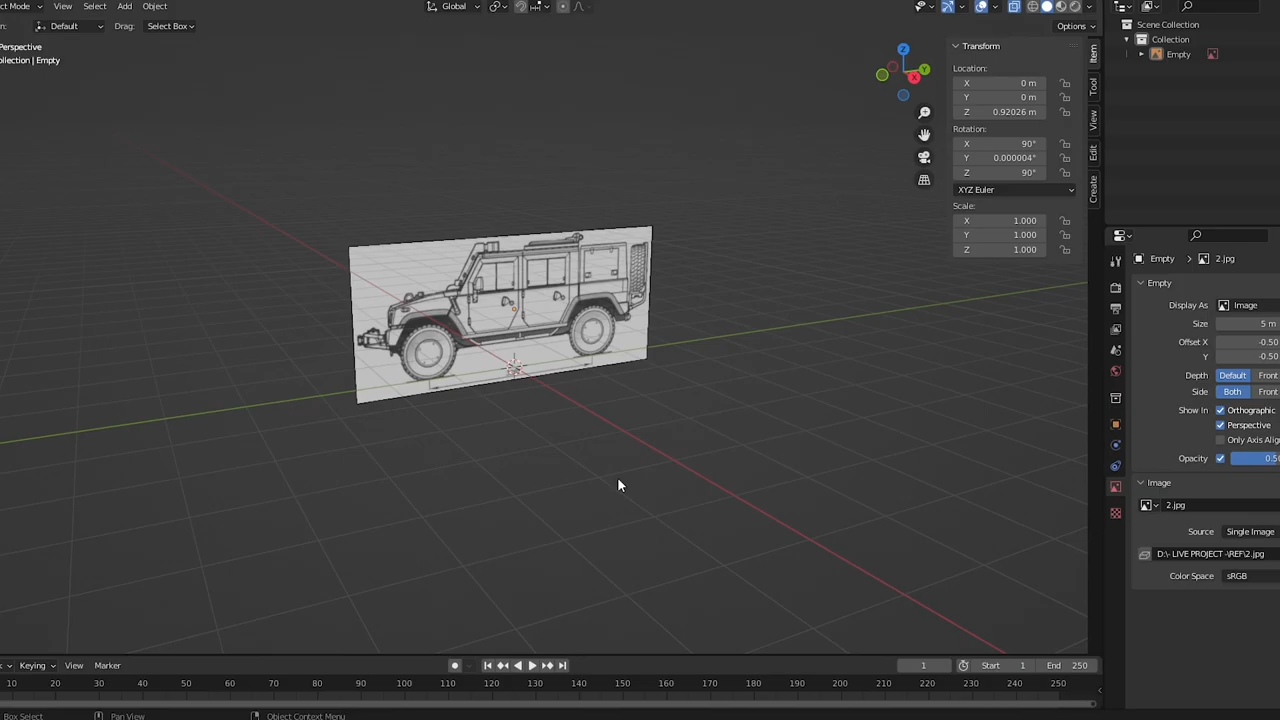 ct Mode View Select Add Object Global
n: Default Drag: Select Box Options
Perspective
ollection | Empty
Transform
Location:
X 0 m
Y 0 m
Z 0.92026 m
Rotation:
X 90°
Y 0.000004°
Z 90°
XYZ Euler
Scale:
X 1.000
Y 1.000
Z 1.000
Z
Y
X
Item
Tool
View
Edit
Create
Scene Collection
Collection
Empty
Empty 2.jpg
Empty
Display As Image
Size 5 m
Offset X -0.50
Y -0.50
Depth Default Front
Side Both Front
Show In Orthographic
Perspective
Only Axis Alig
Opacity 0.50
Image
2.jpg
Source Single Image
D:\- LIVE PROJECT -\REF\2.jpg
Color Space sRGB
Keying View Marker 1 Start 1 End 250
10 20 30 40 50 60 70 80 90 100 110 120 130 140 150 160 170 180 190 200 210 220 230 240 250
Box Select Pan View Object Context Menu